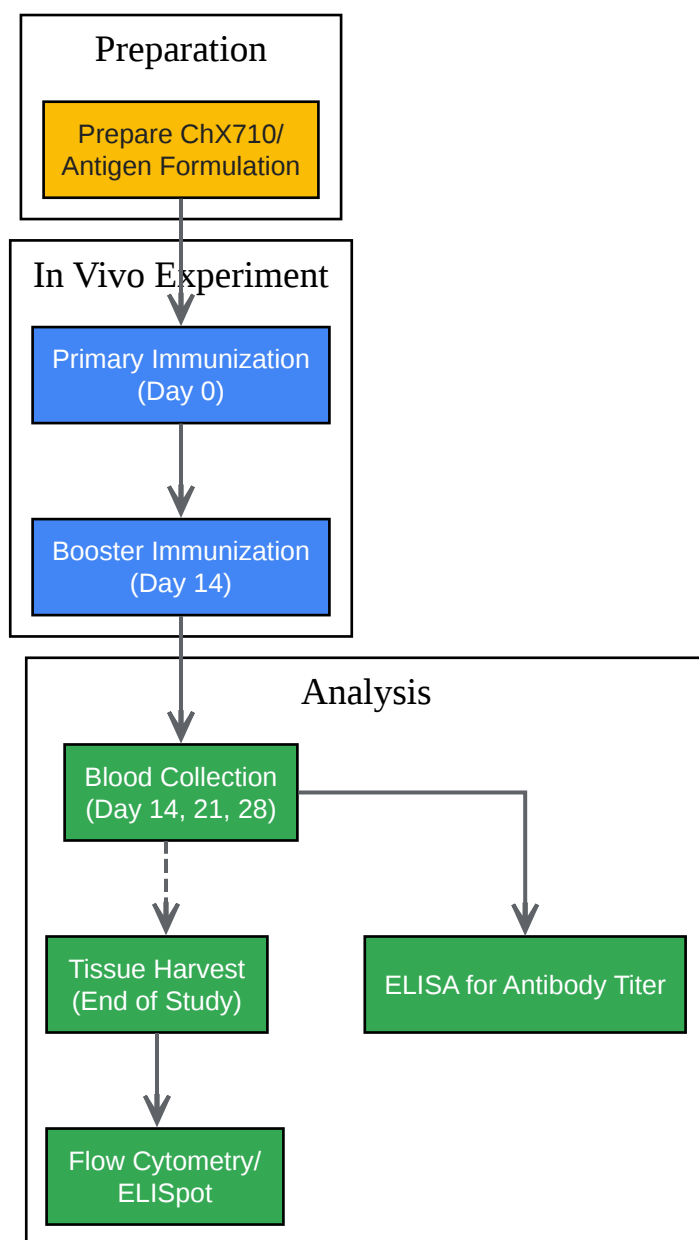 Preparation
Prepare ChX710/
Antigen Formulation
In Vivo Experiment
Primary Immunization
(Day 0)
Booster Immunization
(Day 14)
Analysis
Blood Collection
(Day 14, 21, 28)
Tissue Harvest
(End of Study)
ELISA for Antibody Titer
Flow Cytometry/
ELISpot